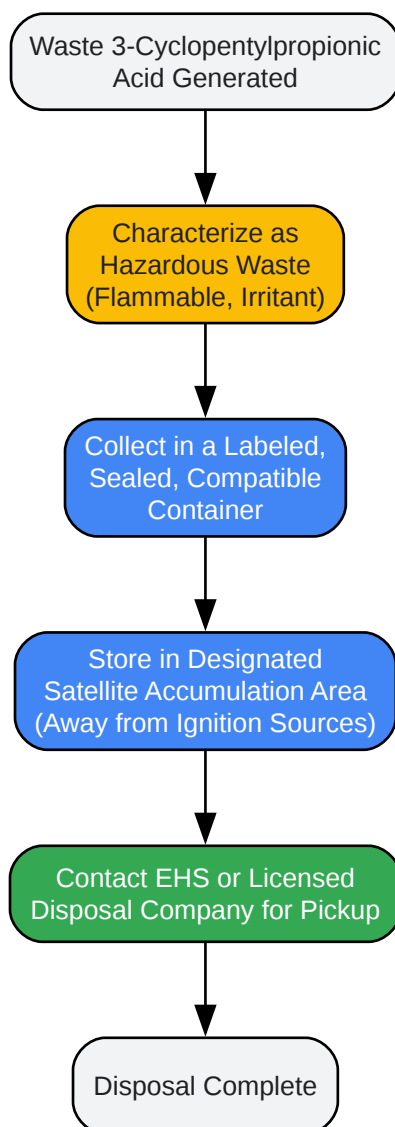 Waste 3-Cyclopentylpropionic
Acid Generated
Characterize as
Hazardous Waste
(Flammable, Irritant)
Collect in a Labeled,
Sealed, Compatible
Container
Store in Designated
Satellite Accumulation Area
(Away from Ignition Sources)
Contact EHS or Licensed
Disposal Company for Pickup
Disposal Complete